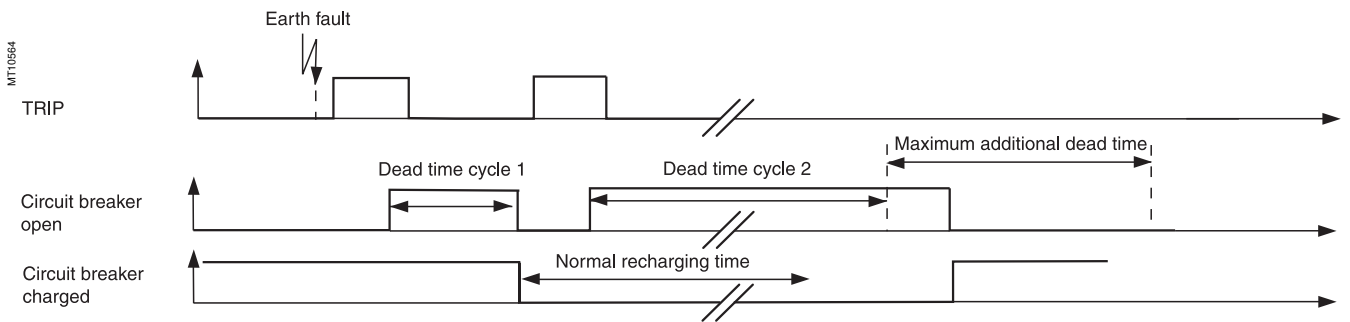 Earth fault
MT10564
TRIP
Maximum additional dead time
Dead time cycle 1
Dead time cycle 2
Circuit breaker
open
Normal recharging time
Circuit breaker
charged